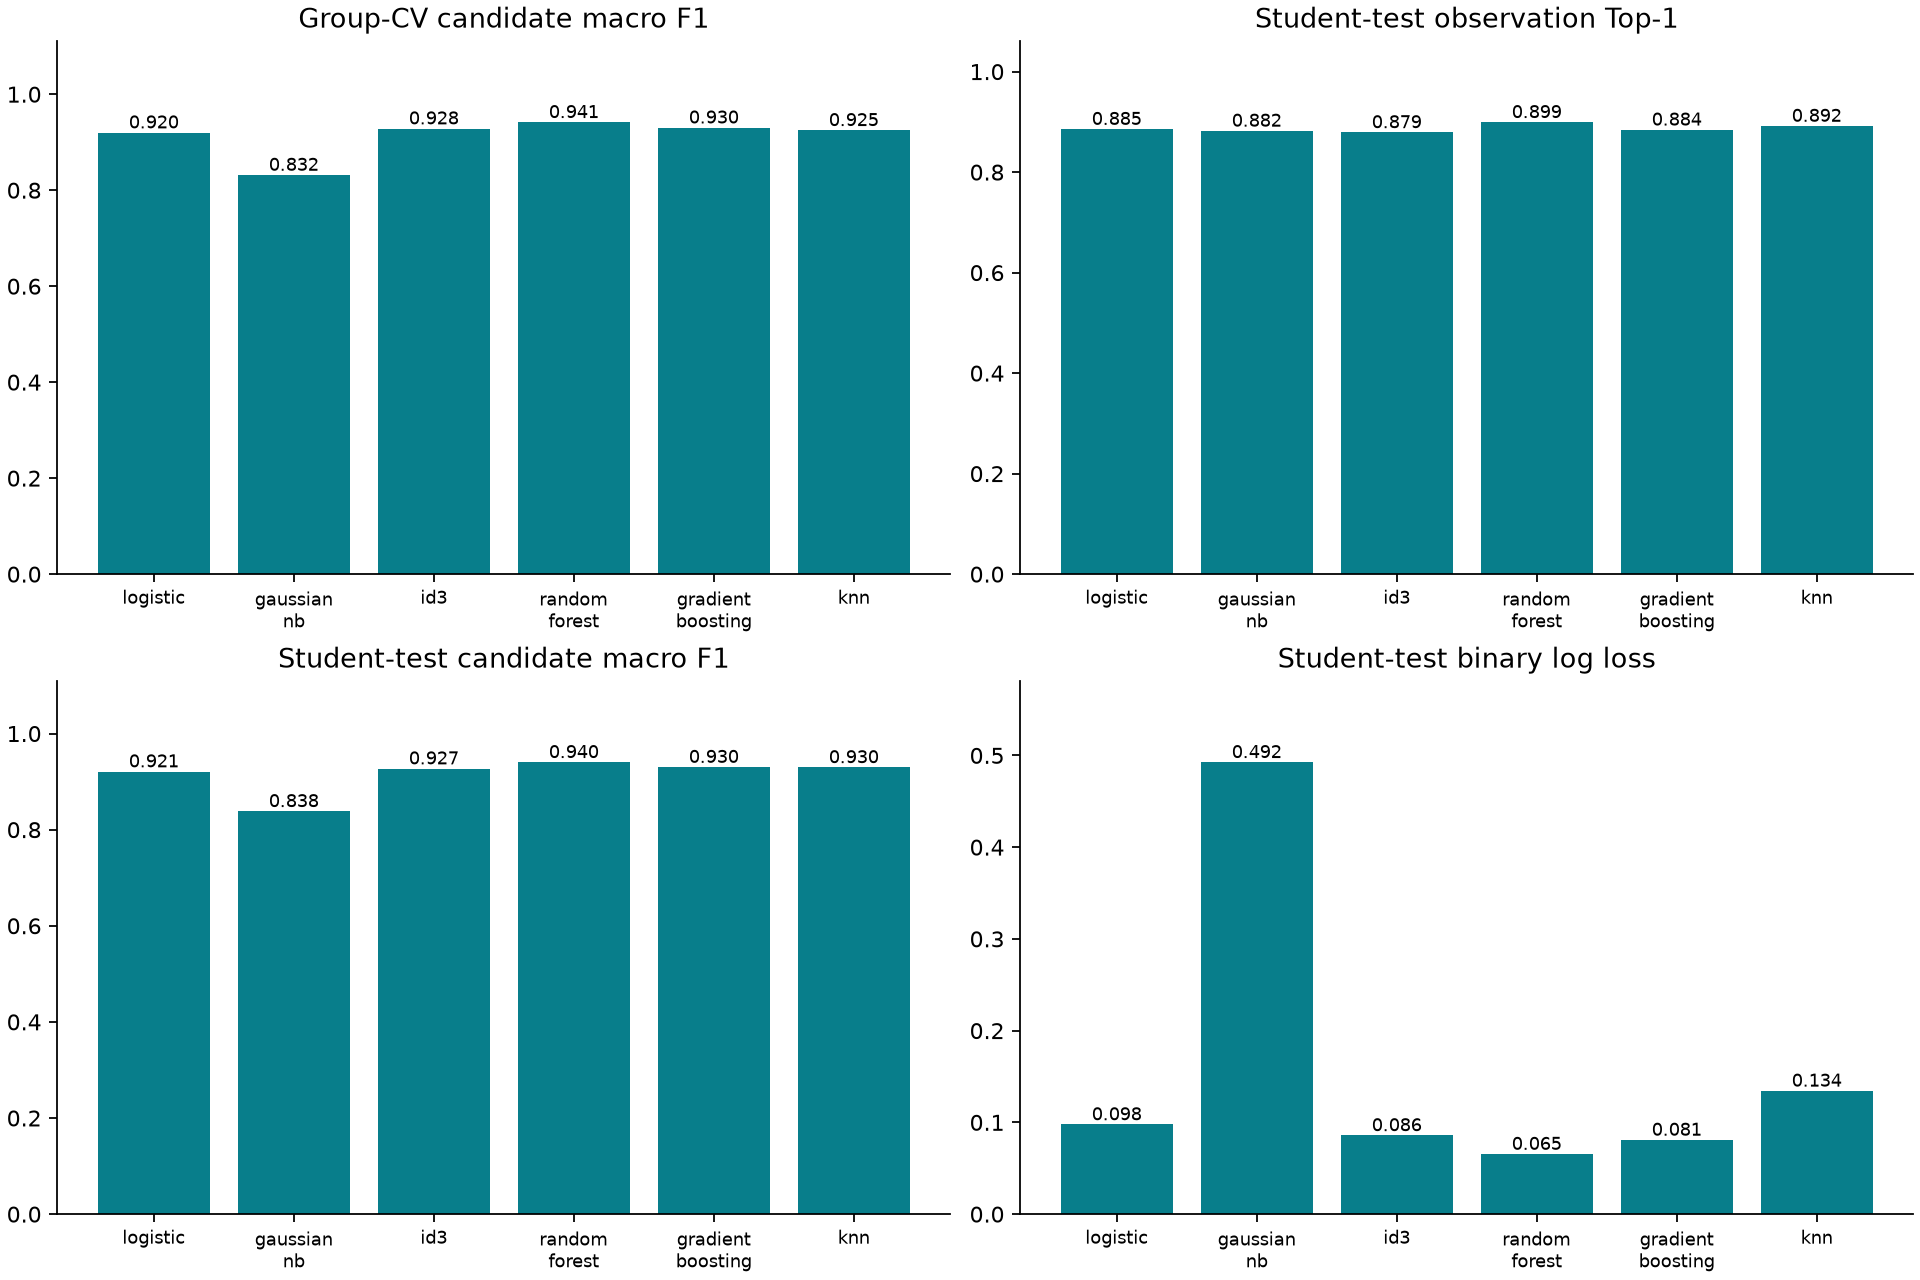 Group-CV candidate macro F1
1.0
0.8
0.6
0.4
0.2
0.0
0.920
0.832
0.928
0.941
0.930
0.925
logistic
gaussian
nb
id3
random
forest
gradient
boosting
knn
Student-test observation Top-1
1.0
0.8
0.6
0.4
0.2
0.0
0.885
0.882
0.879
0.899
0.884
0.892
logistic
gaussian
nb
id3
random
forest
gradient
boosting
knn
Student-test candidate macro F1
1.0
0.8
0.6
0.4
0.2
0.0
0.921
0.838
0.927
0.940
0.930
0.930
logistic
gaussian
nb
id3
random
forest
gradient
boosting
knn
Student-test binary log loss
0.5
0.4
0.3
0.2
0.1
0.0
0.098
0.492
0.086
0.065
0.081
0.134
logistic
gaussian
nb
id3
random
forest
gradient
boosting
knn